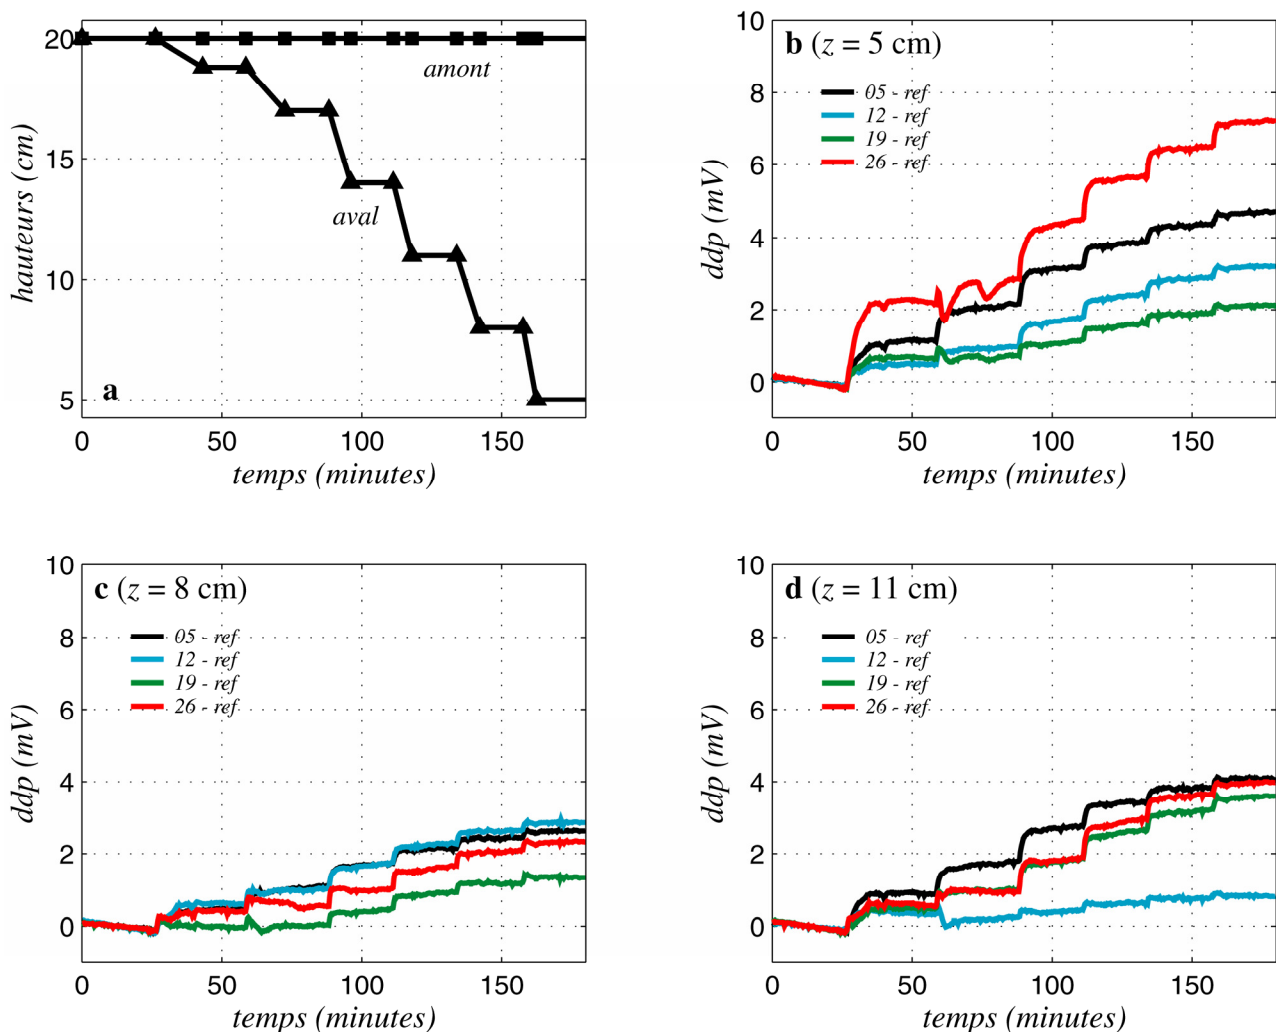 20
15
10
5
hauteurs (cm)
amont
aval
a
0 50 100 150
temps (minutes)
b (z = 5 cm)
05 - ref
12 - ref
19 - ref
26 - ref
10
8
6
4
2
0
ddp (mV)
0 50 100 150
temps (minutes)
c (z = 8 cm)
05 - ref
12 - ref
19 - ref
26 - ref
10
8
6
4
2
0
ddp (mV)
0 50 100 150
temps (minutes)
d (z = 11 cm)
05 - ref
12 - ref
19 - ref
26 - ref
10
8
6
4
2
0
ddp (mV)
0 50 100 150
temps (minutes)